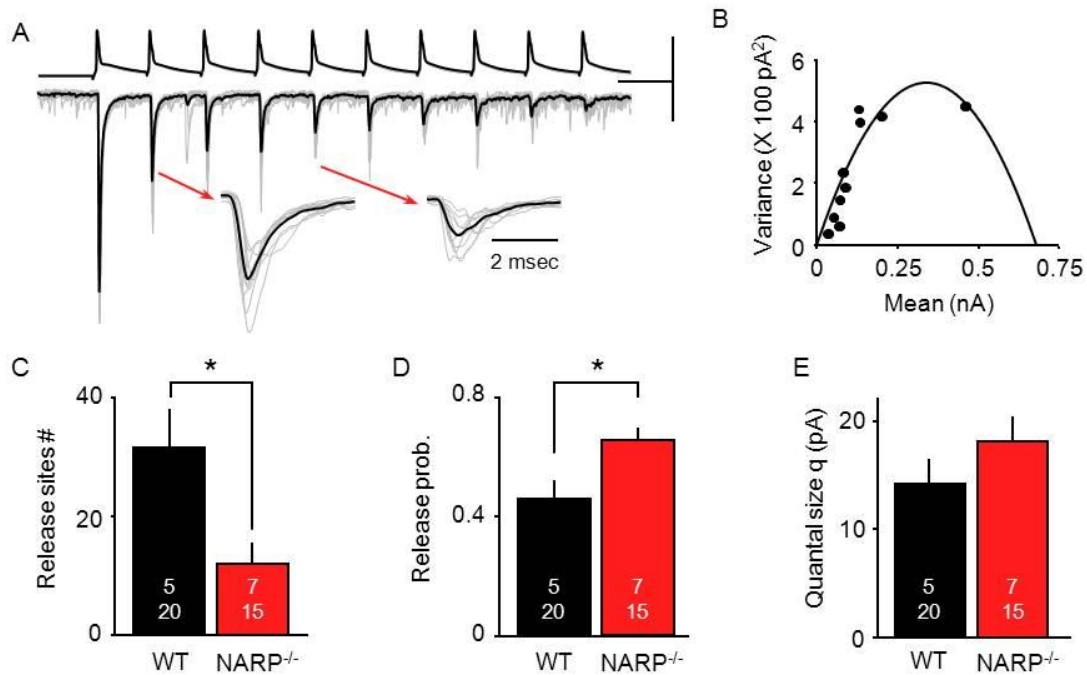 A
2 msec
B
Variance (X 100 pA²)
6
4
2
0
0
0.25
0.5
0.75
Mean (nA)
C
*
Release sites #
40
20
0
5
20
7
15
WT
NARP⁻/⁻
D
*
Release prob.
0.8
0.4
0
5
20
7
15
WT
NARP⁻/⁻
E
Quantal size q (pA)
20
10
0
5
20
7
15
WT
NARP⁻/⁻